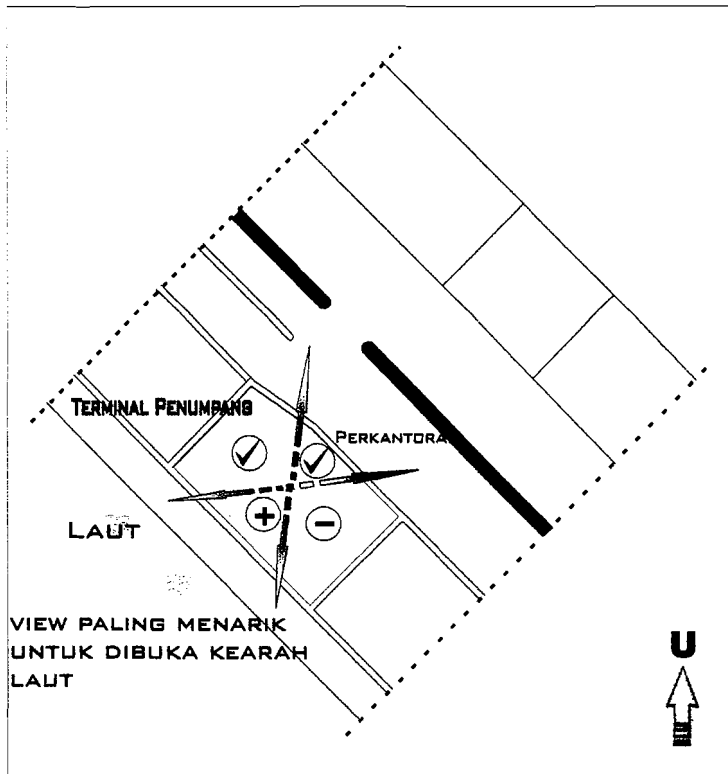 TERMINAL PENUMPANG
PERKANTORA
LAUT
VIEW PALING MENARIK
UNTUK DIBUKA KEARAH
LAUT
U